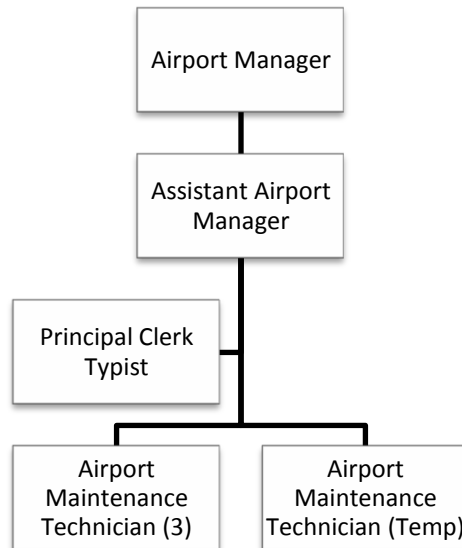 Airport Manager
Assistant Airport
Manager
Principal Clerk
Typist
Airport
Maintenance
Technician (3)
Airport
Maintenance
Technician (Temp)